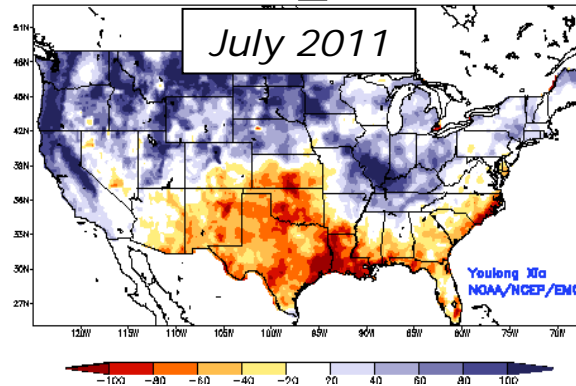 July 2011
51N
48N
45N
42N
39N
36N
33N
30N
27N
Youlong Xia
NOAA/NCEP/EMC
120W 115W 110W 105W 100W 95W 90W 85W 80W 75W 70W
-100 -80 -60 -40 -20 20 40 60 80 100